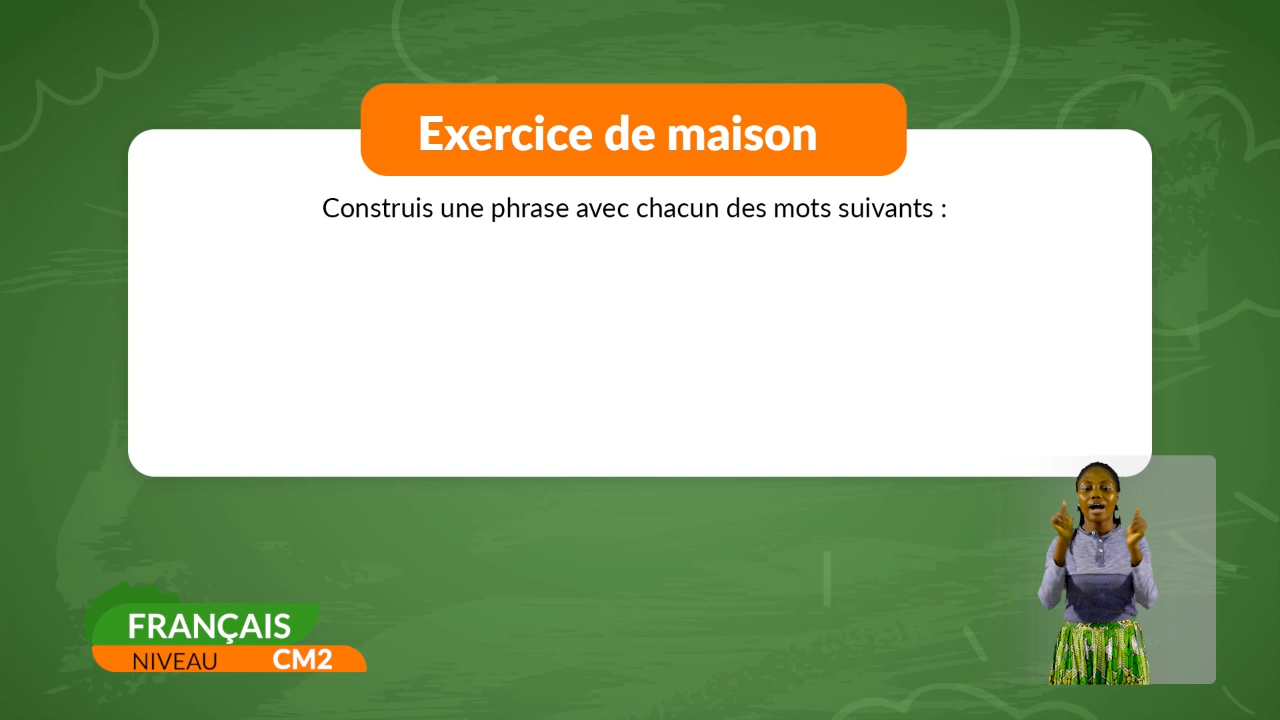 Exercice de maison
Construis une phrase avec chacun des mots suivants :
FRANÇAIS
NIVEAU CM2